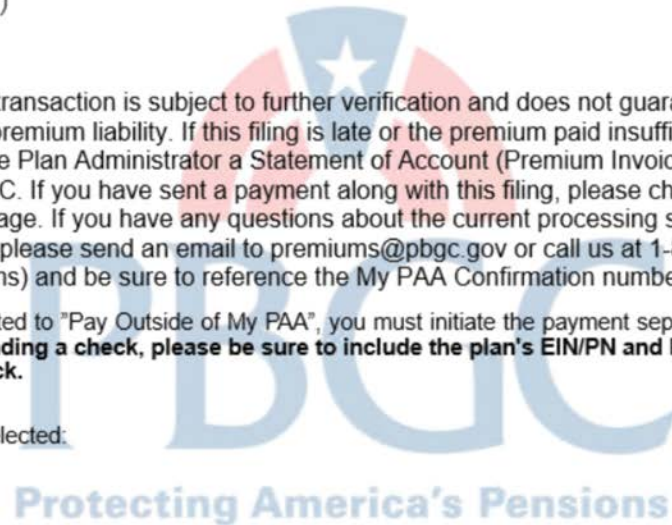 )
transaction is subject to further verification and does not guara
premium liability. If this filing is late or the premium paid insuffi
e Plan Administrator a Statement of Account (Premium Invoic
C. If you have sent a payment along with this filing, please ch
age. If you have any questions about the current processing s
please send an email to premiums@pbgc.gov or call us at 1-
ns) and be sure to reference the My PAA Confirmation numbe
ted to "Pay Outside of My PAA", you must initiate the payment sep
ding a check, please be sure to include the plan's EIN/PN and
ck.
lected:
PBGC
Protecting America's Pensions